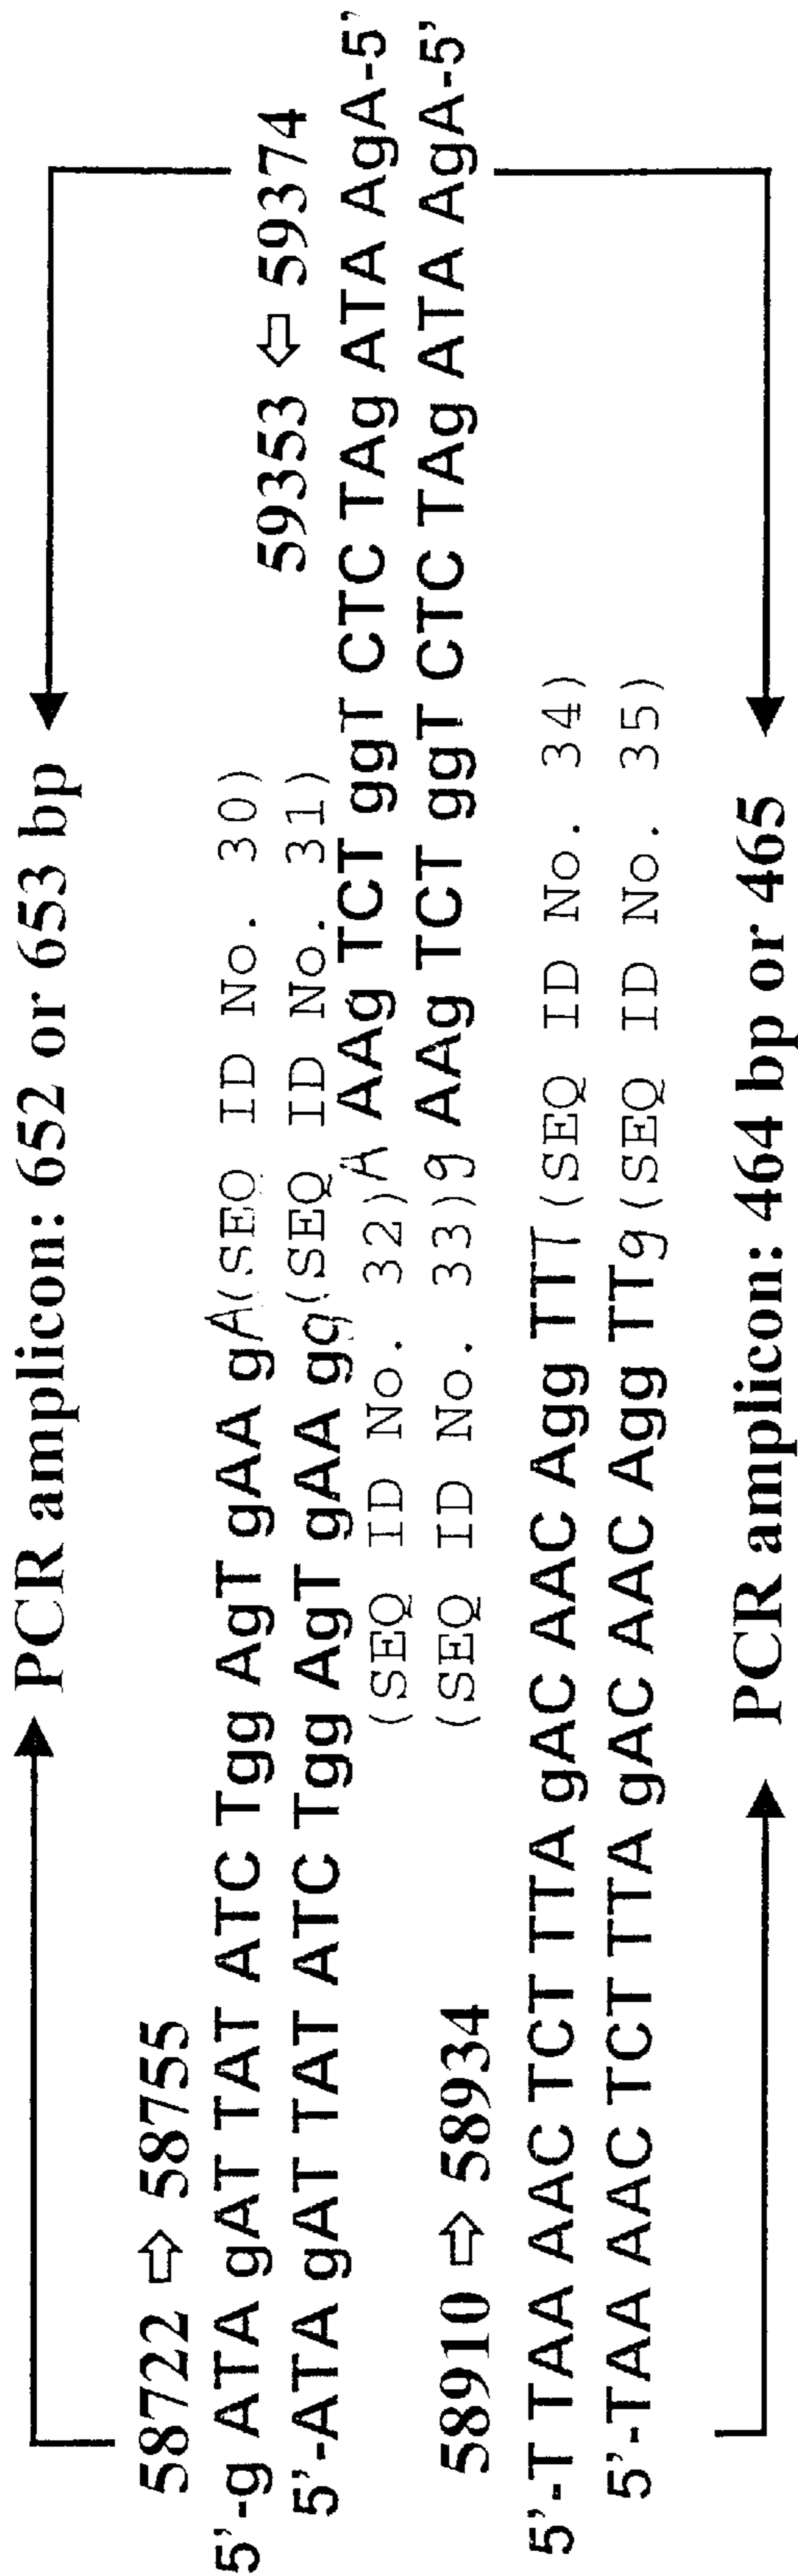 PCR amplicon: 652 or 653 bp
58722 ⇨ 58755
5'-g ATA gAT TAT ATC Tgg AgT gAA gA(SEQ ID No. 30)
5'-ATA gAT TAT ATC Tgg AgT gAA gg(SEQ ID No. 31)
59353 ⇦ 59374
(SEQ ID No. 32)A AAg TCT ggT CTC TAg ATA AgA-5'
(SEQ ID No. 33)g AAg TCT ggT CTC TAg ATA AgA-5'
58910 ⇨ 58934
5'-T TAA AAC TCT TTA gAC AAC Agg TTT(SEQ ID No. 34)
5'-TAA AAC TCT TTA gAC AAC Agg TTg(SEQ ID No. 35)
PCR amplicon: 464 bp or 465